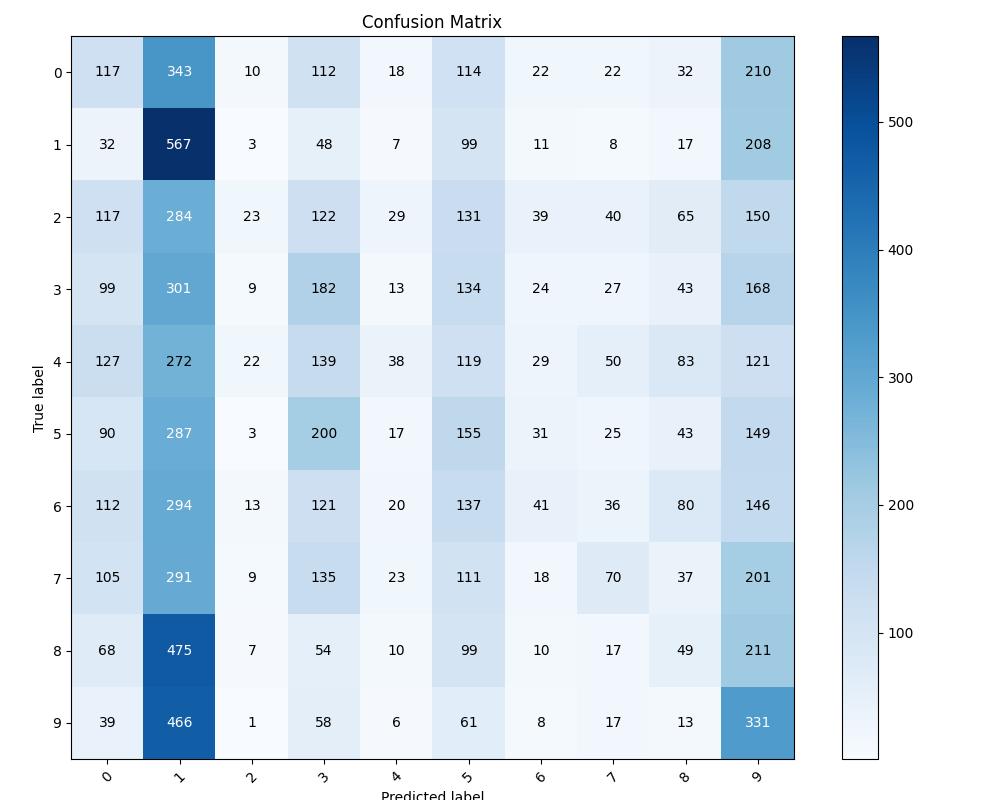 Confusion Matrix
0 117 343 10 112 18 114 22 22 32 210
1 32 567 3 48 7 99 11 8 17 208
500
2 117 284 23 122 29 131 39 40 65 150
400
3 99 301 9 182 13 134 24 27 43 168
4 127 272 22 139 38 119 29 50 83 121
300
True label
5 90 287 3 200 17 155 31 25 43 149
6 112 294 13 121 20 137 41 36 80 146
200
7 105 291 9 135 23 111 18 70 37 201
8 68 475 7 54 10 99 10 17 49 211
100
9 39 466 1 58 6 61 8 17 13 331
0 1 2 3 4 5 6 7 8 9
Predicted label